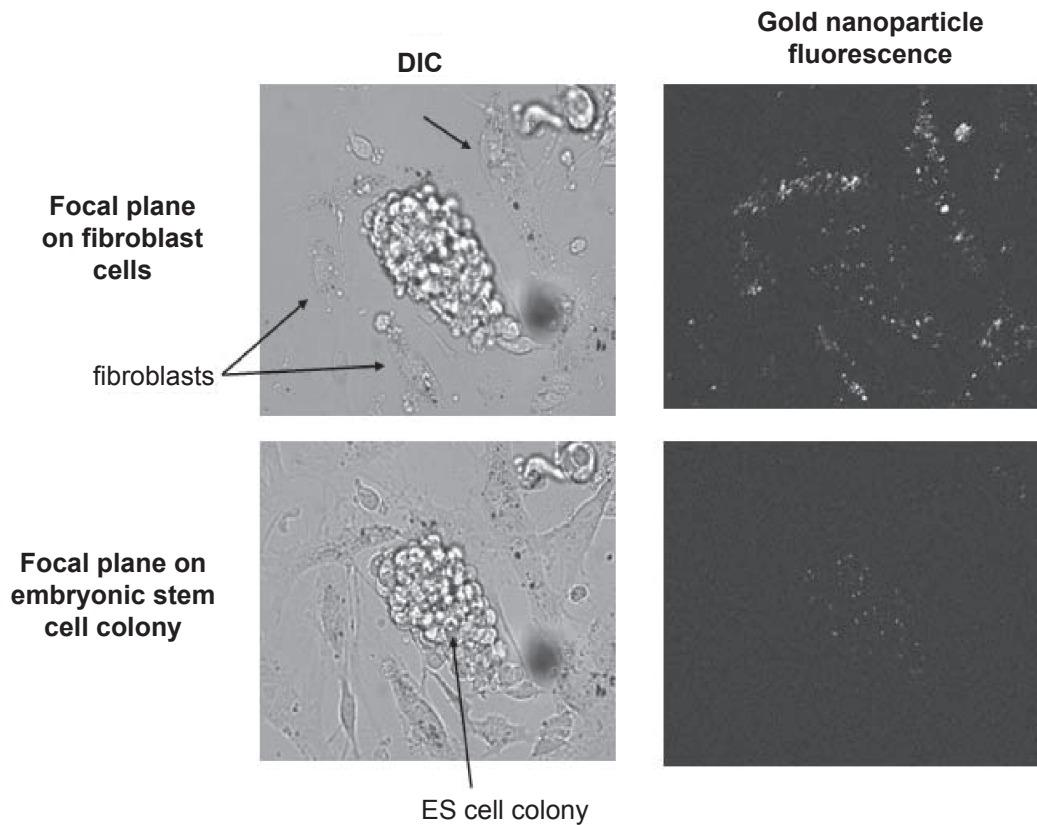 DIC
Gold nanoparticle
fluorescence
Focal plane
on fibroblast
cells
fibroblasts
Focal plane on
embryonic stem
cell colony
ES cell colony